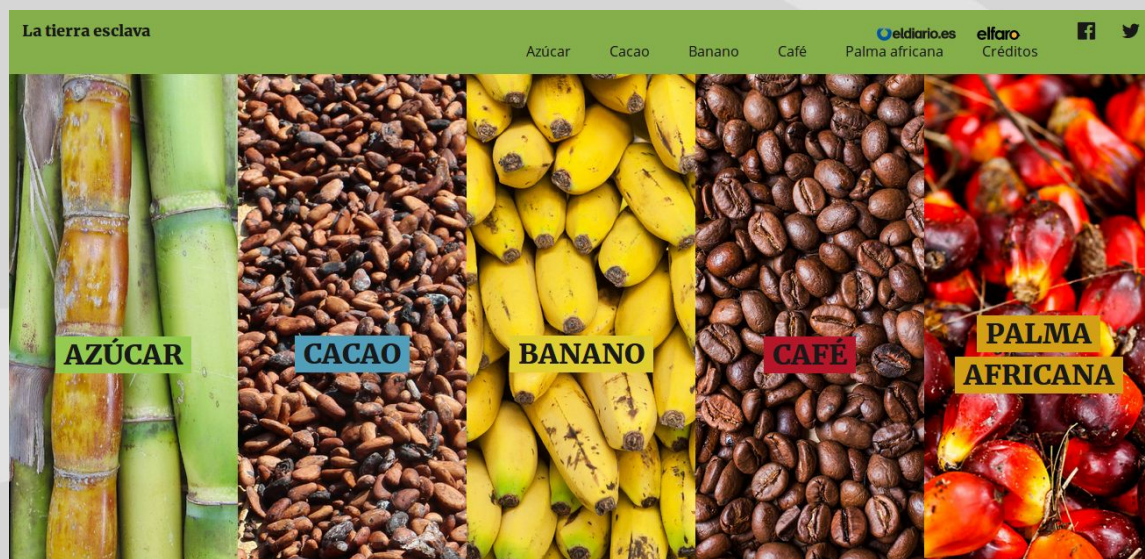 La tierra esclava
eldiario.es elfaro
Azúcar Cacao Banano Café Palma africana Créditos
AZÚCAR
CACAO
BANANO
CAFÉ
PALMA
AFRICANA